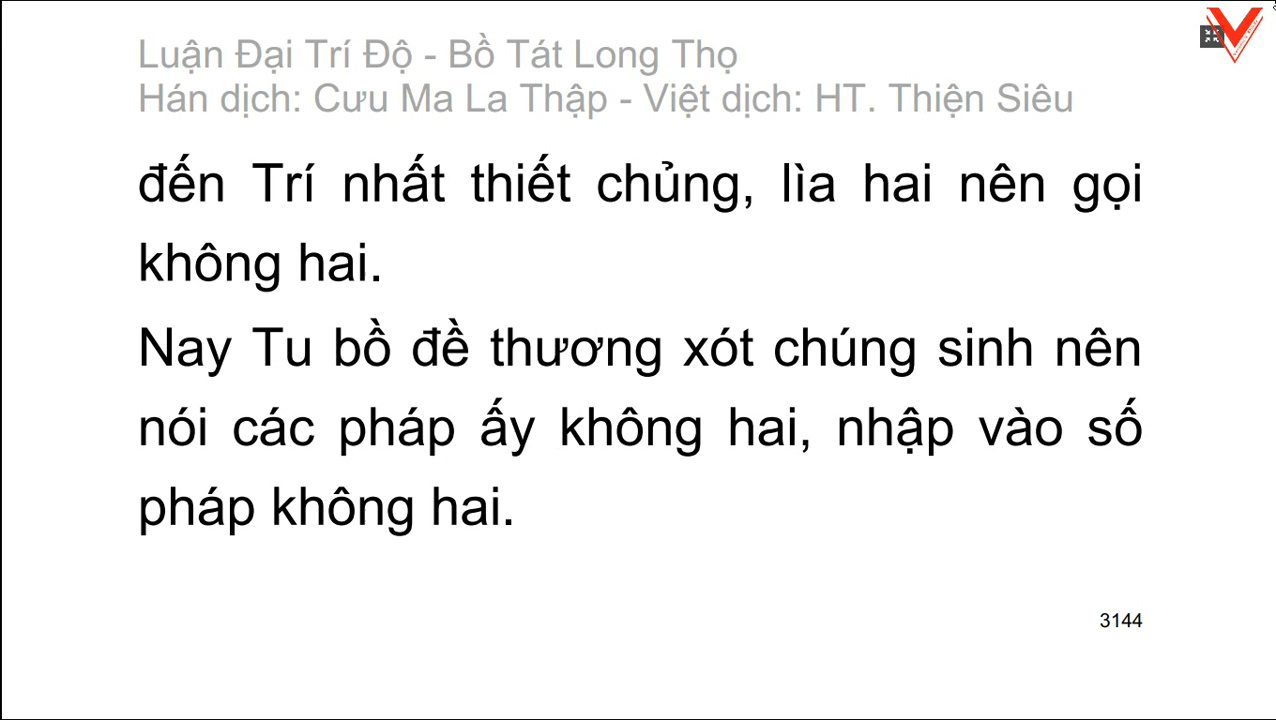 Luận Đại Trí Độ - Bồ Tát Long Thọ
Hán dịch: Cưu Ma La Thập - Việt dịch: HT. Thiện Siêu
đến Trí nhất thiết chủng, lìa hai nên gọi
không hai.
Nay Tu bồ đề thương xót chúng sinh nên
nói các pháp ấy không hai, nhập vào số
pháp không hai.
3144